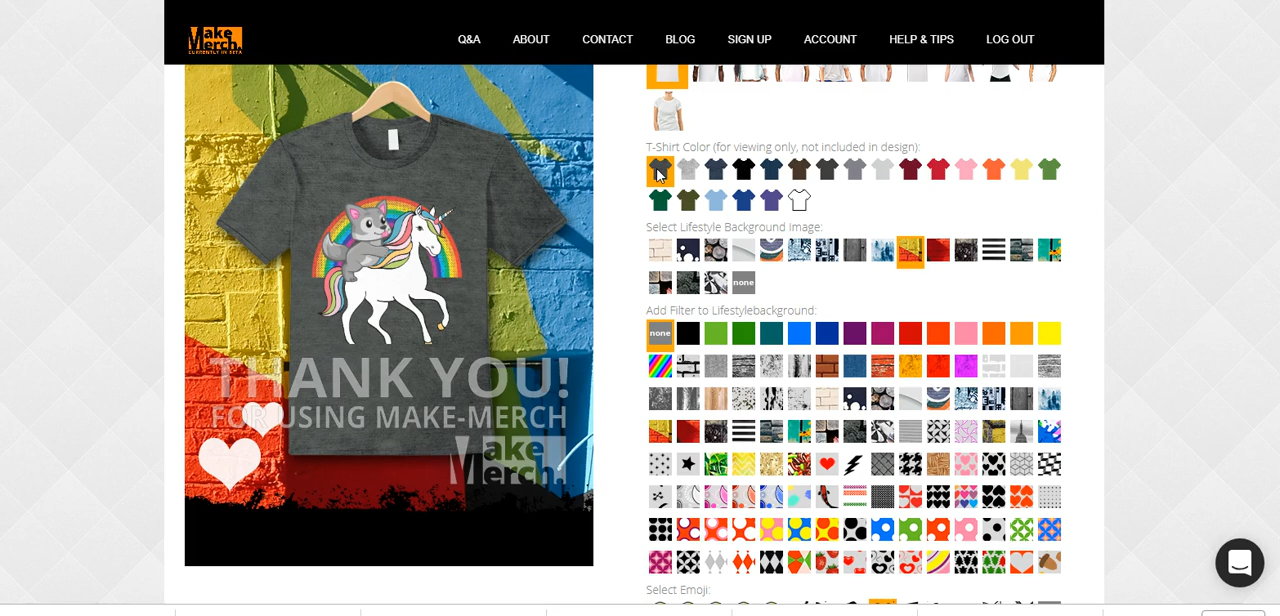 Make
Merch.
CURRENTLY IN BETA
Q&A
ABOUT
CONTACT
BLOG
SIGN UP
ACCOUNT
HELP & TIPS
LOG OUT
T-Shirt Color (for viewing only, not included in design):
Select Lifestyle Background Image:
none
Add Filter to Lifestylebackground:
none
Select Emoji:
THANK YOU!
FOR USING MAKE-MERCH
Make
Merch.